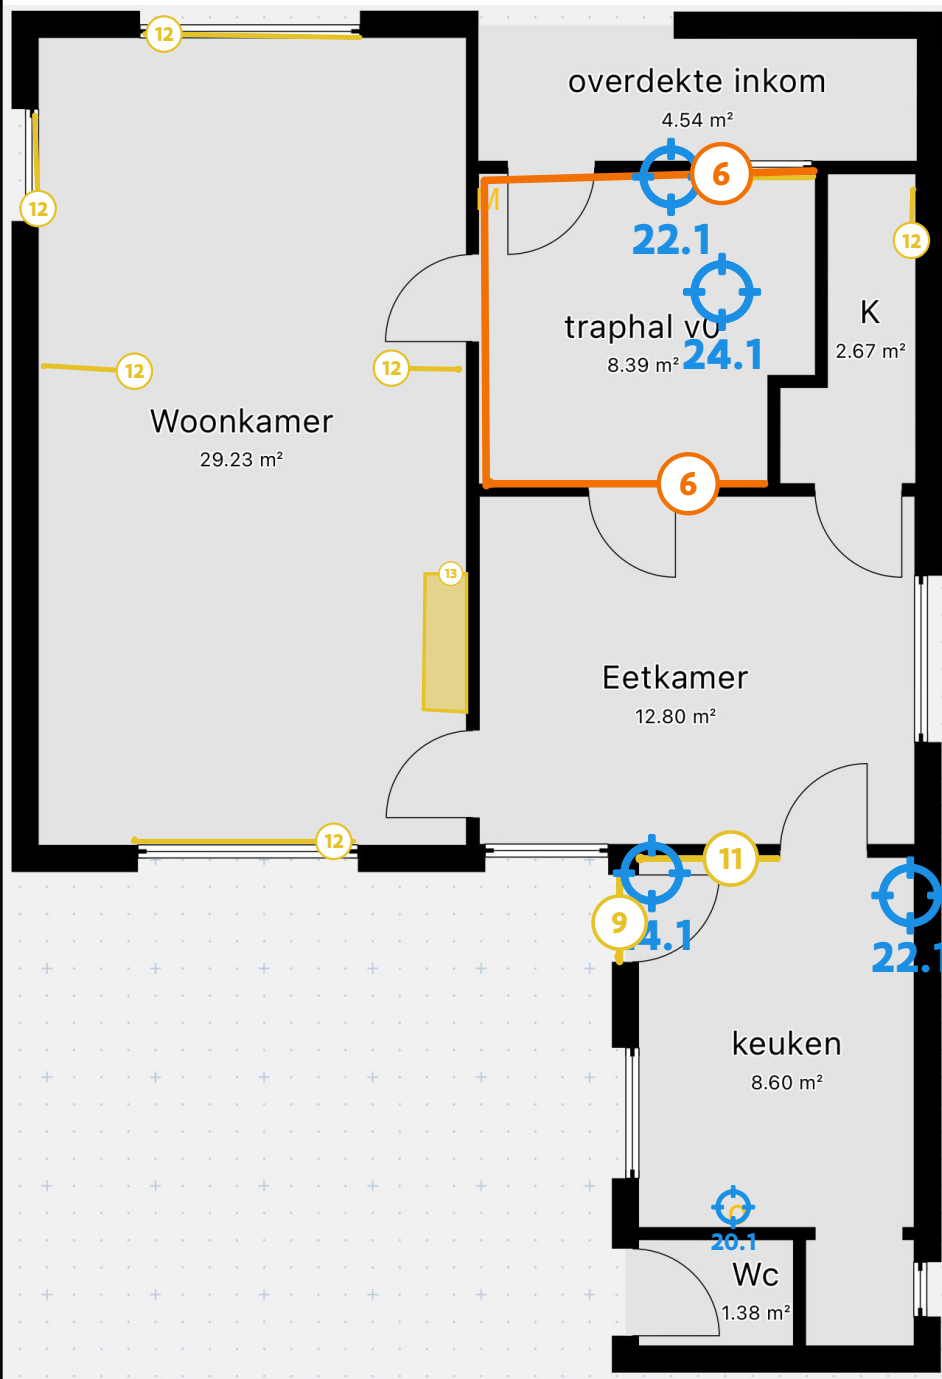 12
overdekte inkom
4.54 m²
6
12
M
22.1
12
traphal v0
8.39 m²
24.1
K
2.67 m²
12
12
Woonkamer
29.23 m²
6
13
Eetkamer
12.80 m²
12
11
9
4.1
22.1
keuken
8.60 m²
20.1
Wc
1.38 m²